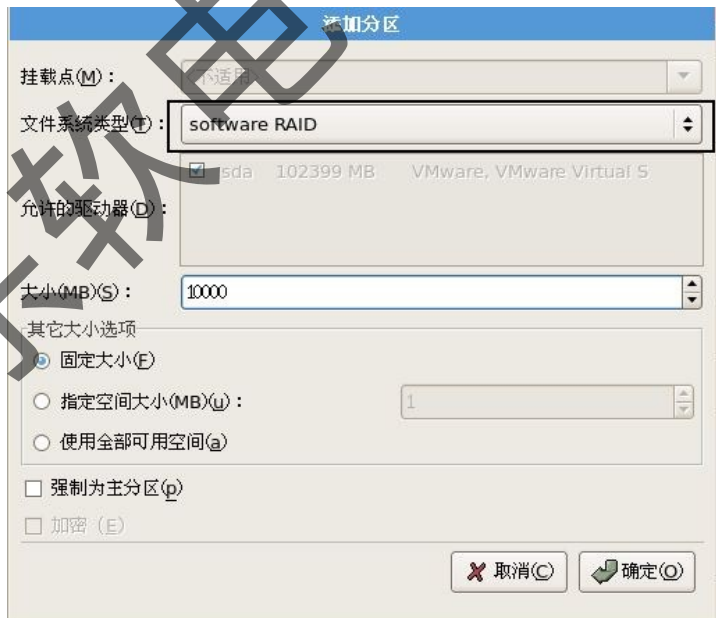 添加分区
挂载点(M)：
<不适用>
文件系统类型(T)：
software RAID
允许的驱动器(D)：
sda 102399 MB VMware, VMware Virtual S
大小(MB)(S)：
10000
其它大小选项
固定大小(F)
指定空间大小(MB)(u)：
1
使用全部可用空间(a)
强制为主分区(p)
加密 (E)
取消(C)
确定(O)